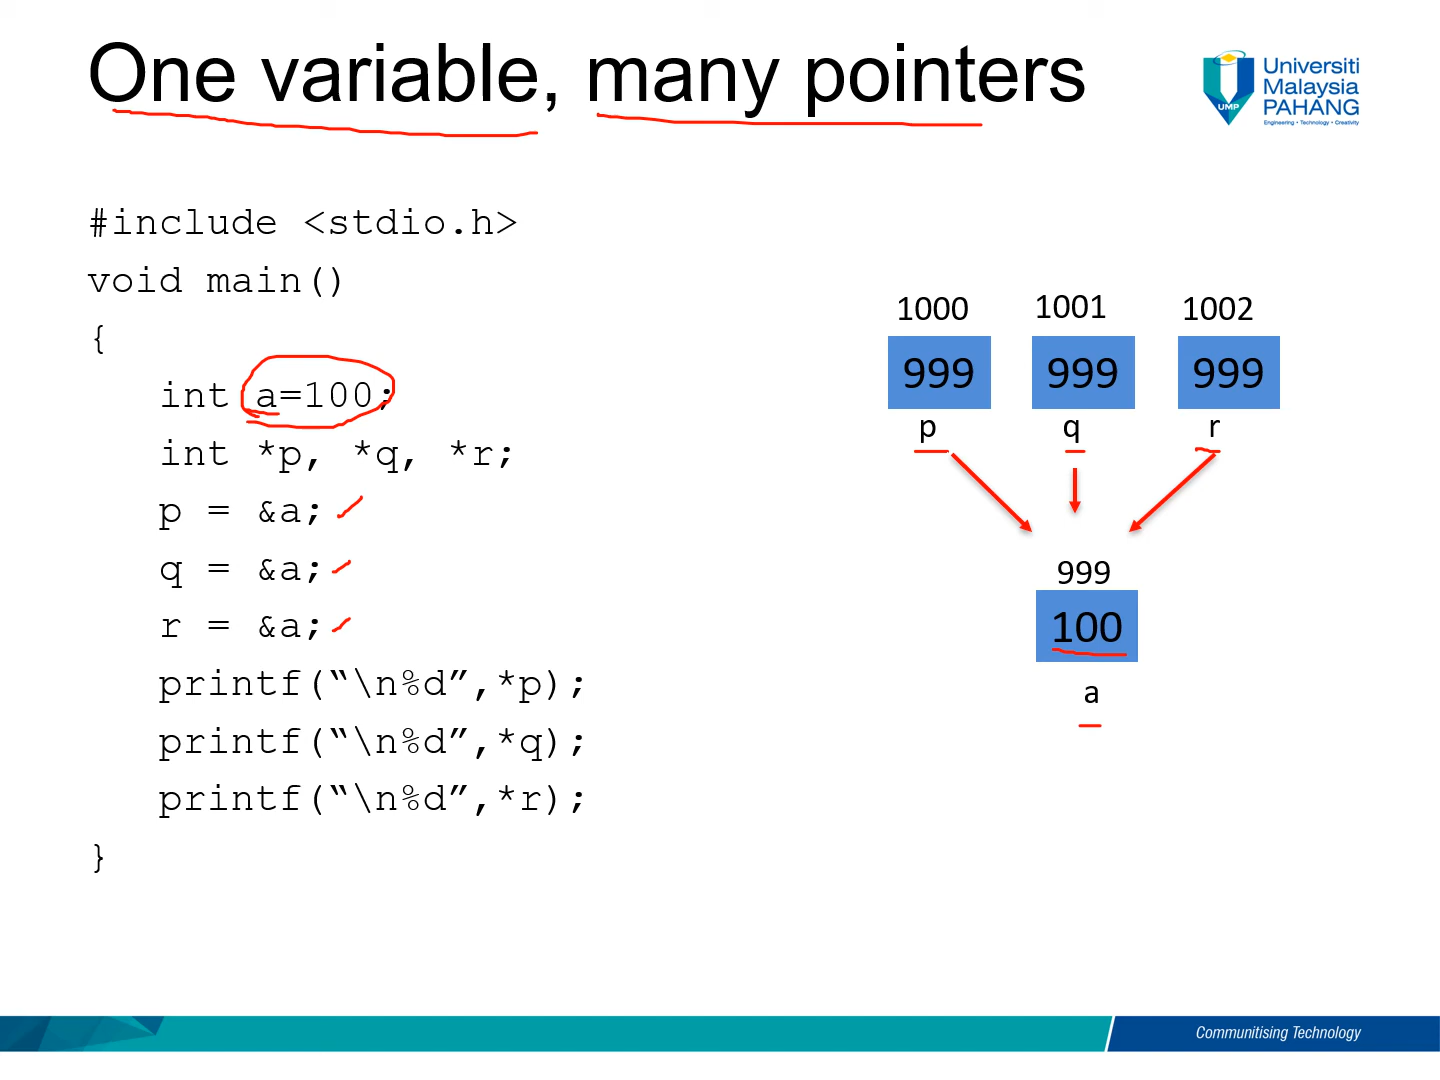 One variable, many pointers
Universiti
Malaysia
PAHANG
Engineering • Technology • Creativity
UMP
#include <stdio.h>
void main()
{
int a=100;
int *p, *q, *r;
p = &a;
q = &a;
r = &a;
printf(“\n%d”,*p);
printf(“\n%d”,*q);
printf(“\n%d”,*r);
}
1000 1001 1002
999 999 999
p q r
999
100
a
Communitising Technology